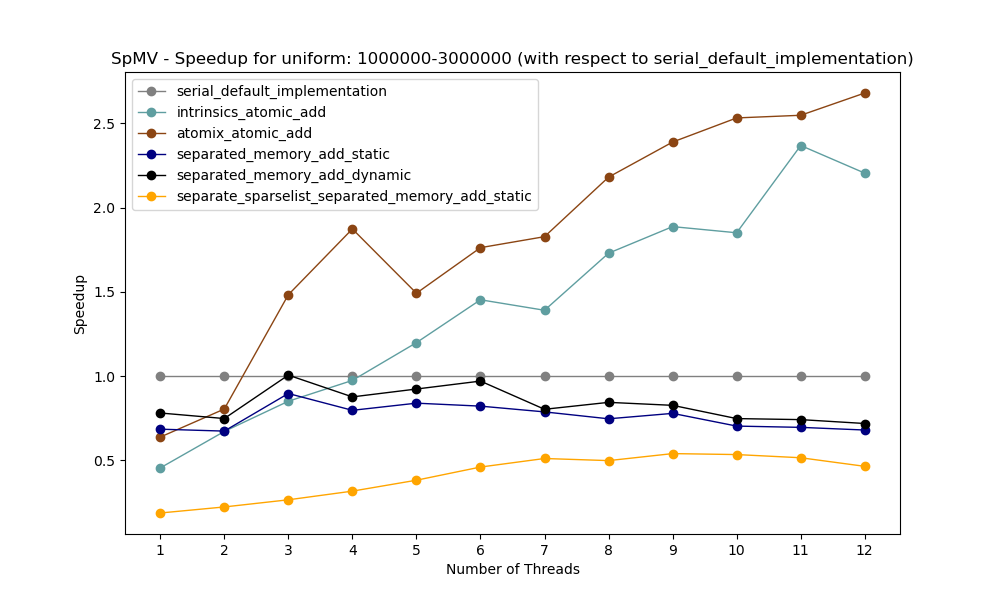 SpMV - Speedup for uniform: 1000000-3000000 (with respect to serial_default_implementation)
serial_default_implementation
intrinsics_atomic_add
atomix_atomic_add
separated_memory_add_static
separated_memory_add_dynamic
separate_sparselist_separated_memory_add_static
Speedup
2.5
2.0
1.5
1.0
0.5
1 2 3 4 5 6 7 8 9 10 11 12
Number of Threads